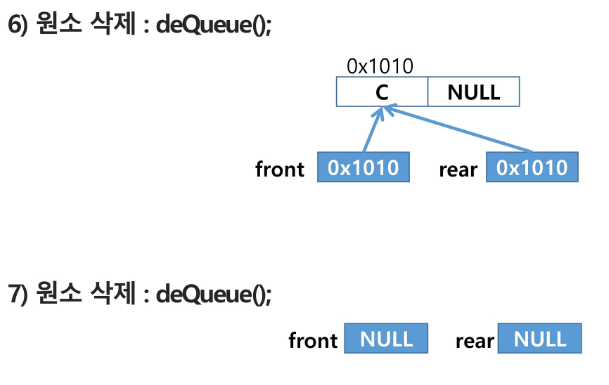 6) 원소 삭제 : deQueue();
0x1010
C NULL
front 0x1010 rear 0x1010
7) 원소 삭제 : deQueue();
front NULL rear NULL